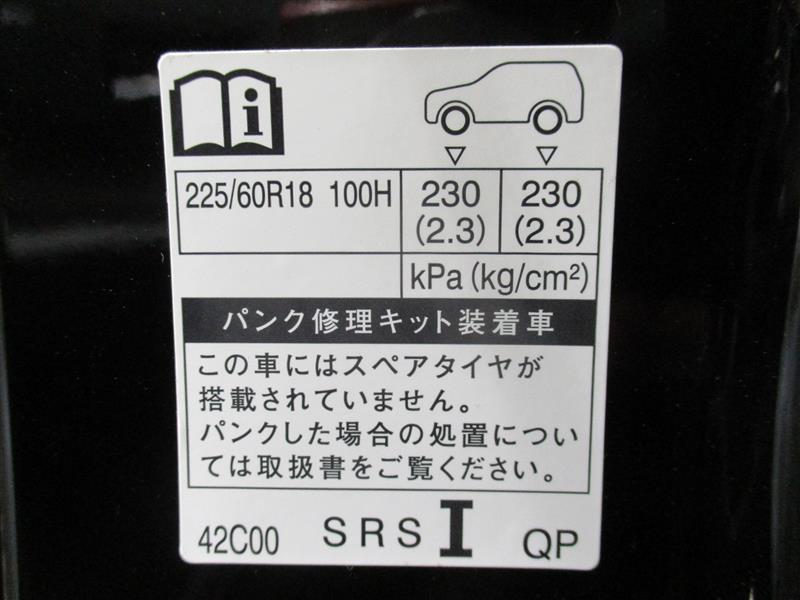 i
225/60R18 100H 230 230
(2.3) (2.3)
kPa(kg/cm²)
パンク修理キット装着車
この車にはスペアタイヤが
搭載されていません。
パンクした場合の処置につい
ては取扱書をご覧ください。
42C00 SRS I QP